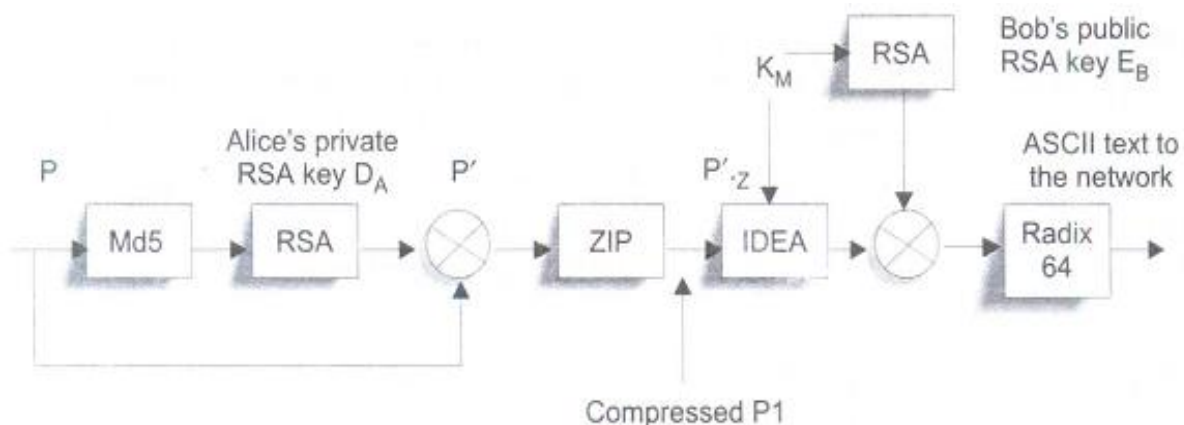 Bob's public
RSA key E_B
RSA
K_M
Alice's private
RSA key D_A
ASCII text to
the network
P
P′
P′.Z
Md5
RSA
ZIP
IDEA
Radix
64
Compressed P1